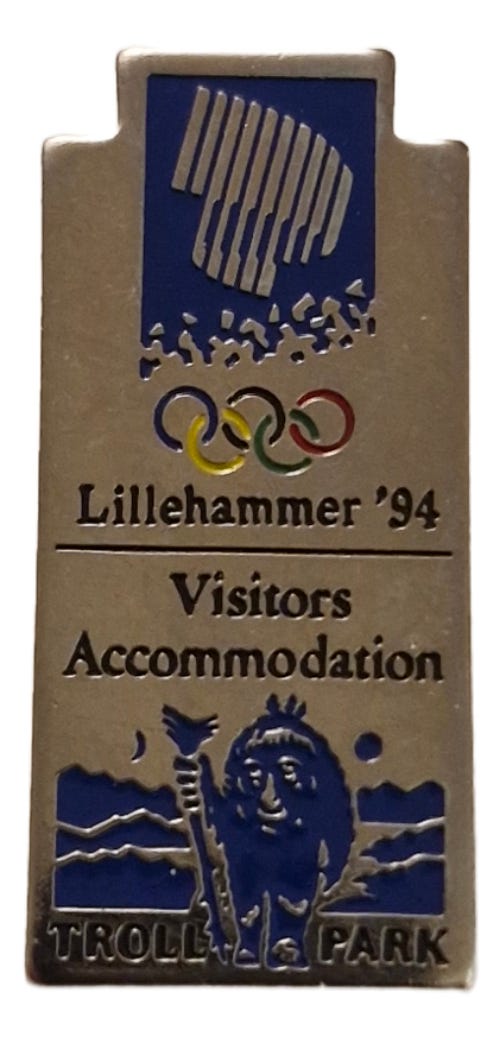 Lillehammer '94
Visitors
Accommodation
TROLL PARK